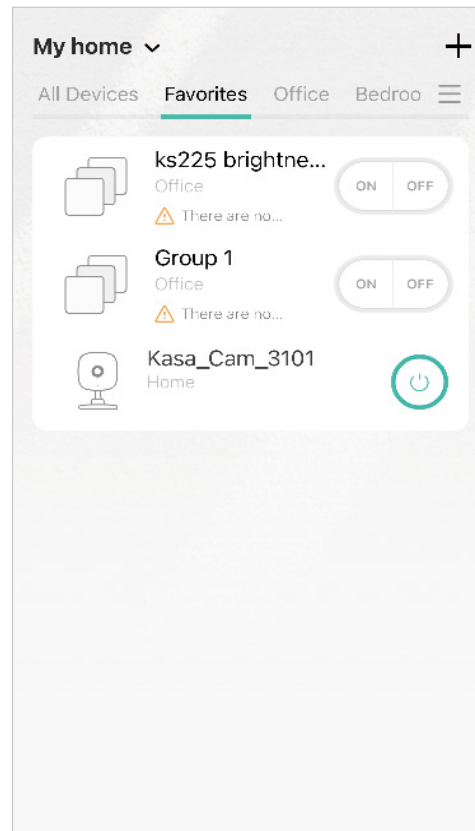 My home
All Devices Favorites Office Bedroo
ks225 brightne...
Office
There are no...
ON OFF
Group 1
Office
There are no...
ON OFF
Kasa_Cam_3101
Home